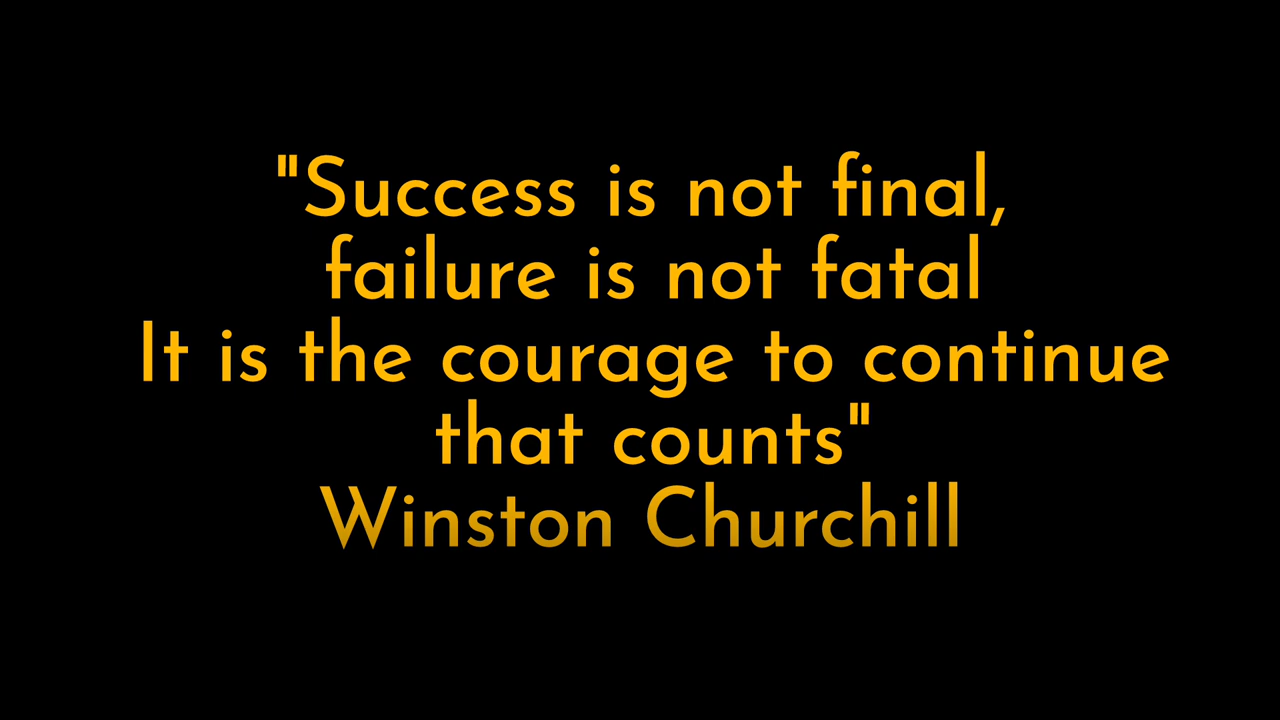 "Success is not final,
failure is not fatal
It is the courage to continue
that counts"
Winston Churchill